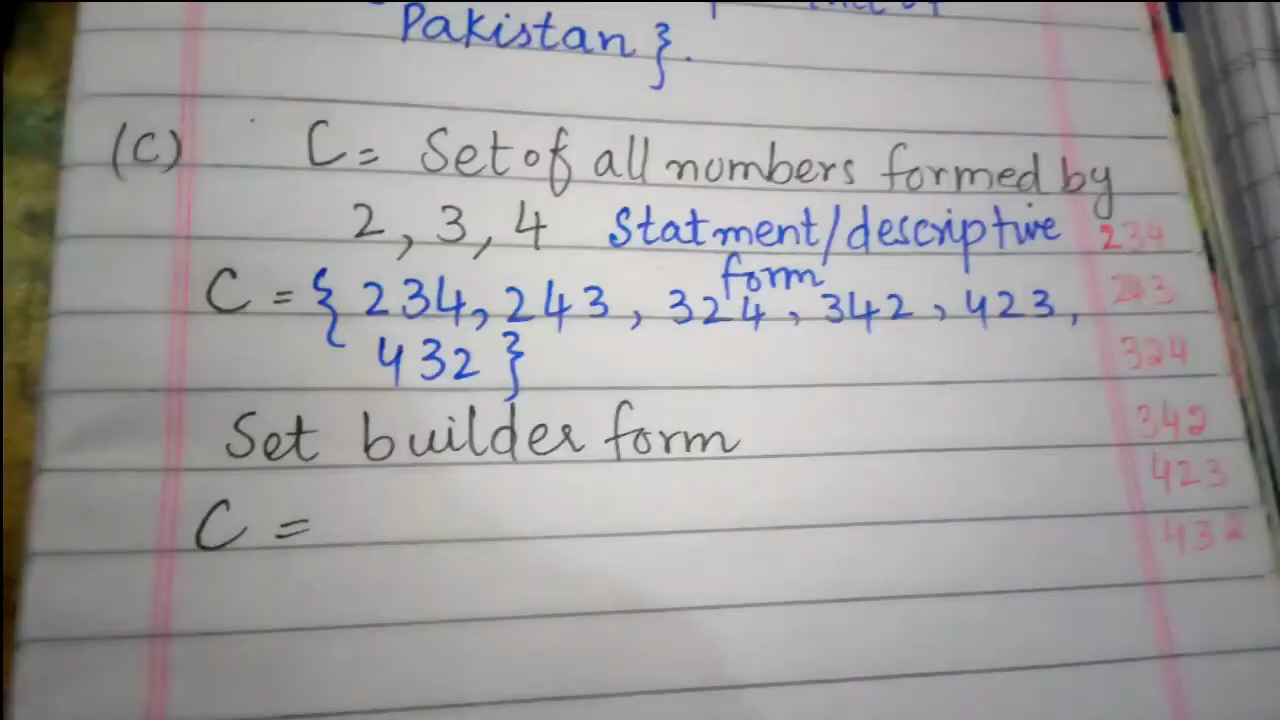 Pakistan}.
(C) C = Set of all numbers formed by
2, 3, 4 Statment/descriptive
form
C = { 234, 243, 324, 342, 423,
432 }
Set builder form
C =
234
243
324
342
423
432